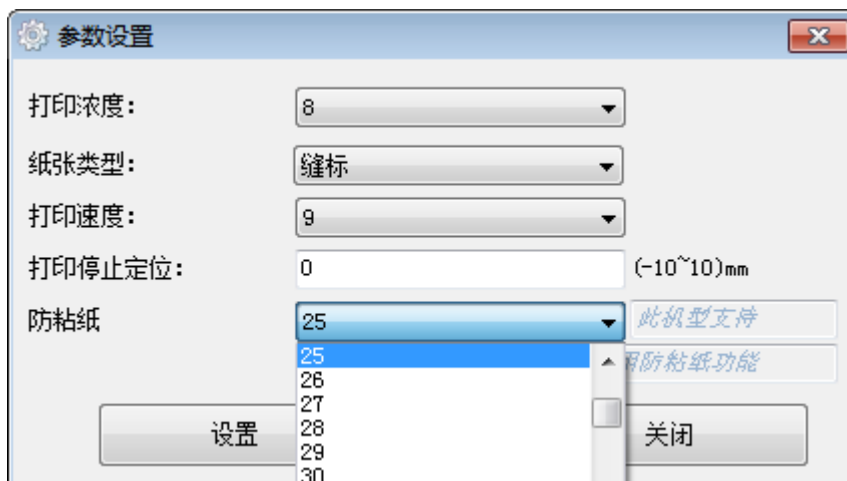 参数设置
打印浓度: 8
纸张类型: 缝标
打印速度: 9
打印停止定位: 0 (-10~10)mm
防粘纸 25 此机型支持
25
用防粘纸功能
26
27
设置 28 关闭
29
30